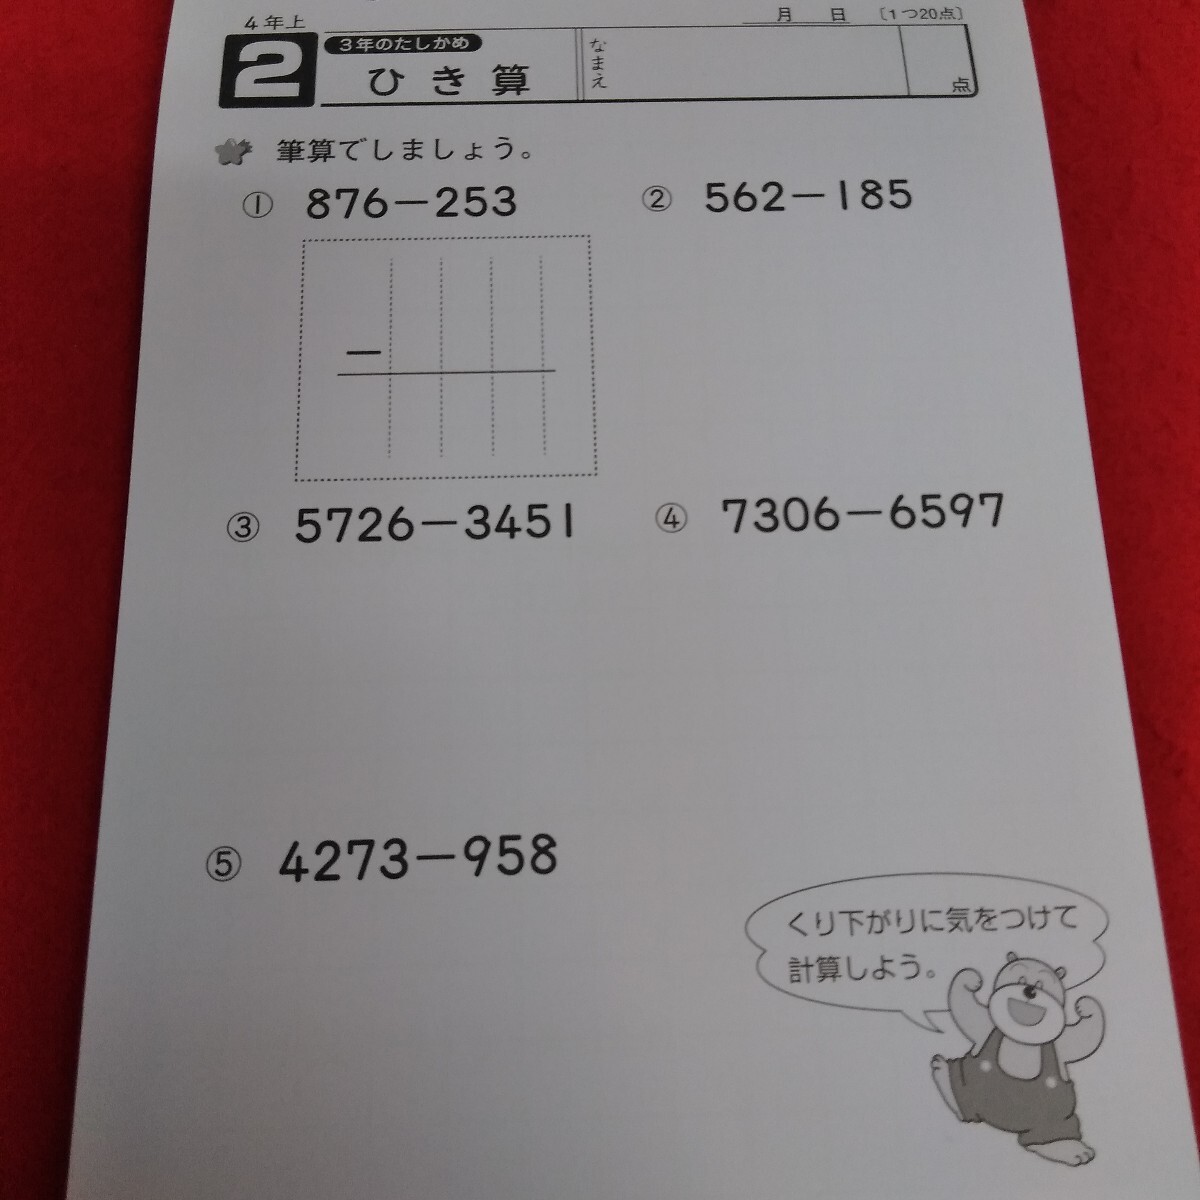 4年上
月 日 〔1つ20点〕
2
3年のたしかめ
ひき算
なまえ
点
筆算でしましょう。
① 876－253
② 562－185
－
③ 5726－3451
④ 7306－6597
⑤ 4273－958
くり下がりに気をつけて
計算しよう。